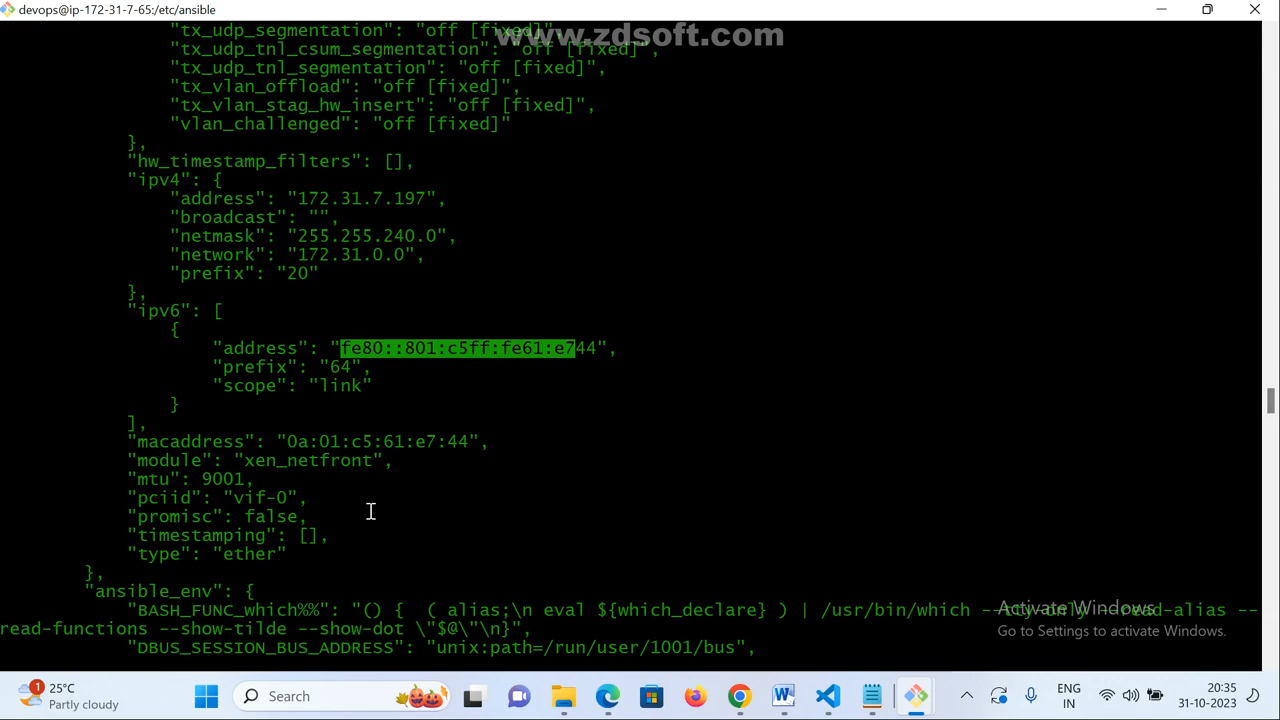 devops@ip-172-31-7-65:/etc/ansible
www.zdsoft.com
"tx_udp_segmentation": "off [fixed]",
"tx_udp_tnl_csum_segmentation": "off [fixed]",
"tx_udp_tnl_segmentation": "off [fixed]",
"tx_vlan_offload": "off [fixed]",
"tx_vlan_stag_hw_insert": "off [fixed]",
"vlan_challenged": "off [fixed]"
},
"hw_timestamp_filters": [],
"ipv4": {
"address": "172.31.7.197",
"broadcast": "",
"netmask": "255.255.240.0",
"network": "172.31.0.0",
"prefix": "20"
},
"ipv6": [
{
"address": "fe80::801:c5ff:fe61:e744",
"prefix": "64",
"scope": "link"
}
],
"macaddress": "0a:01:c5:61:e7:44",
"module": "xen_netfront",
"mtu": 9001,
"pciid": "vif-0",
"promisc": false,
"timestamping": [],
"type": "ether"
},
"ansible_env": {
"BASH_FUNC_which%%": "() {  ( alias;\n eval ${which_declare} ) | /usr/bin/which --tty-only --read-alias --
read-functions --show-tilde --show-dot \"$@\"\n}",
"DBUS_SESSION_BUS_ADDRESS": "unix:path=/run/user/1001/bus",
Activate Windows
Go to Settings to activate Windows.
1
25°C
Partly cloudy
Search
ENG
IN
20:35
31-10-2023